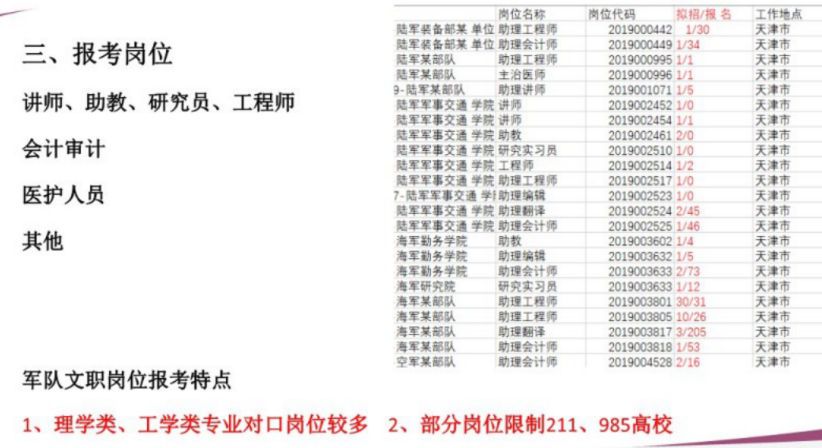 三、报考岗位
讲师、助教、研究员、工程师
会计审计
医护人员
其他
岗位名称 岗位代码 拟招/报 名 工作地点
陆军装备部某 单位 助理工程师 2019000442 1/30 天津市
陆军装备部某 单位 助理会计师 2019000449 1/34 天津市
陆军某部队 助理工程师 2019000995 1/1 天津市
陆军某部队 主治医师 2019000996 1/1 天津市
9-陆军某部队 助理讲师 2019001071 1/5 天津市
陆军军事交通 学院 讲师 2019002452 1/0 天津市
陆军军事交通 学院 讲师 2019002454 1/1 天津市
陆军军事交通 学院 助教 2019002461 2/0 天津市
陆军军事交通 学院 研究实习员 2019002510 1/0 天津市
陆军军事交通 学院 工程师 2019002514 1/2 天津市
陆军军事交通 学院 助理工程师 2019002517 1/0 天津市
7-陆军军事交通 学 助理编辑 2019002523 1/0 天津市
陆军军事交通 学院 助理翻译 2019002524 2/45 天津市
陆军军事交通 学院 助理会计师 2019002525 1/46 天津市
海军勤务学院 助教 2019003602 1/4 天津市
海军勤务学院 助理编辑 2019003632 1/5 天津市
海军勤务学院 助理会计师 2019003633 2/73 天津市
海军研究院 研究实习员 2019003633 1/12 天津市
海军某部队 助理工程师 2019003801 30/31 天津市
海军某部队 助理工程师 2019003805 10/26 天津市
海军某部队 助理翻译 2019003817 3/205 天津市
海军某部队 助理会计师 2019003818 1/53 天津市
空军某部队 助理会计师 2019004528 2/16 天津市
军队文职岗位报考特点
1、理学类、工学类专业对口岗位较多 2、部分岗位限制211、985高校